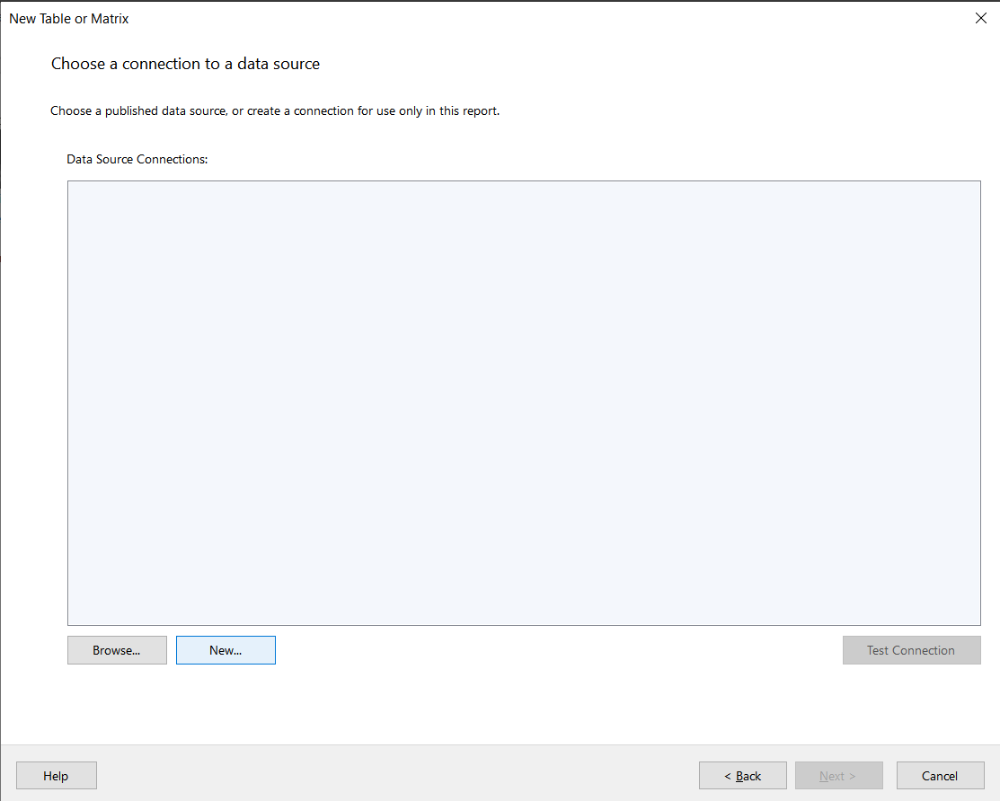 New Table or Matrix
Choose a connection to a data source
Choose a published data source, or create a connection for use only in this report.
Data Source Connections:
Browse... New... Test Connection
Help < Back Next > Cancel